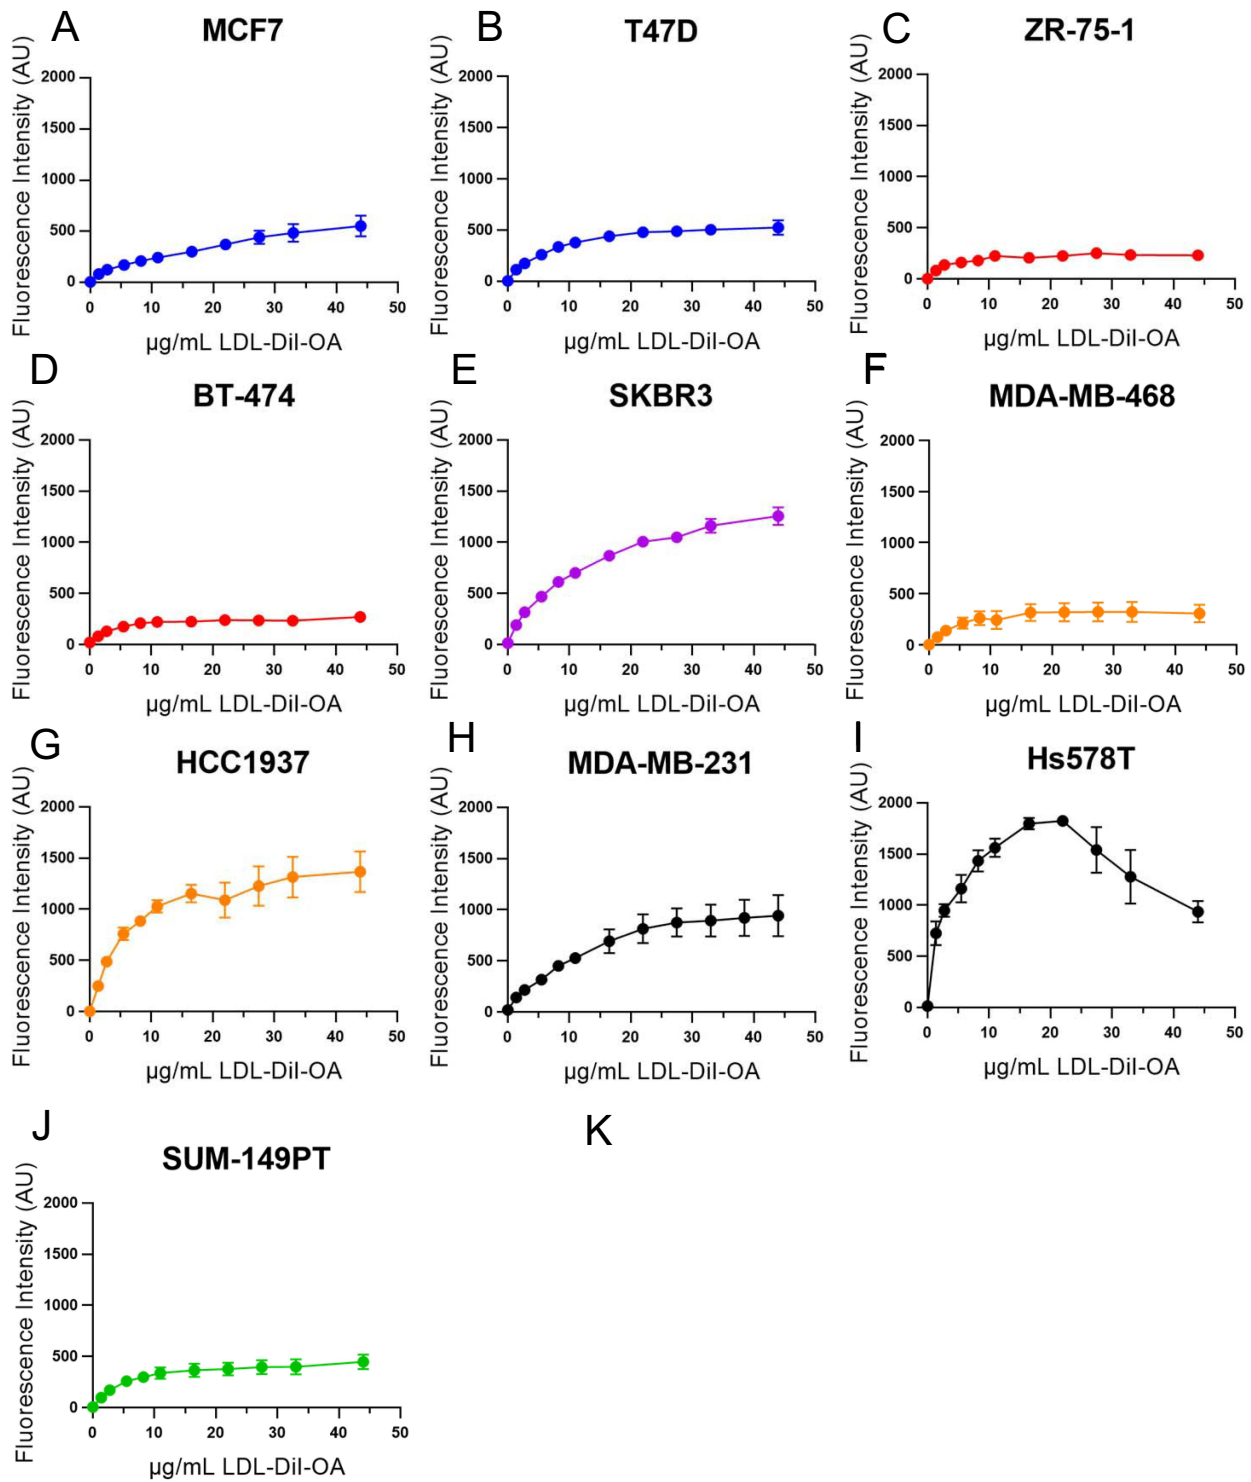 A MCF7
Fluorescence Intensity (AU)
2000
1500
1000
500
0
0 10 20 30 40 50
µg/mL LDL-Dil-OA
B T47D
Fluorescence Intensity (AU)
2000
1500
1000
500
0
0 10 20 30 40 50
µg/mL LDL-Dil-OA
C ZR-75-1
Fluorescence Intensity (AU)
2000
1500
1000
500
0
0 10 20 30 40 50
µg/mL LDL-Dil-OA
D BT-474
Fluorescence Intensity (AU)
2000
1500
1000
500
0
0 10 20 30 40 50
µg/mL LDL-Dil-OA
E SKBR3
Fluorescence Intensity (AU)
2000
1500
1000
500
0
0 10 20 30 40 50
µg/mL LDL-Dil-OA
F MDA-MB-468
Fluorescence Intensity (AU)
2000
1500
1000
500
0
0 10 20 30 40 50
µg/mL LDL-Dil-OA
G HCC1937
Fluorescence Intensity (AU)
2000
1500
1000
500
0
0 10 20 30 40 50
µg/mL LDL-Dil-OA
H MDA-MB-231
Fluorescence Intensity (AU)
2000
1500
1000
500
0
0 10 20 30 40 50
µg/mL LDL-Dil-OA
I Hs578T
Fluorescence Intensity (AU)
2000
1500
1000
500
0
0 10 20 30 40 50
µg/mL LDL-Dil-OA
J SUM-149PT
Fluorescence Intensity (AU)
2000
1500
1000
500
0
0 10 20 30 40 50
µg/mL LDL-Dil-OA
K